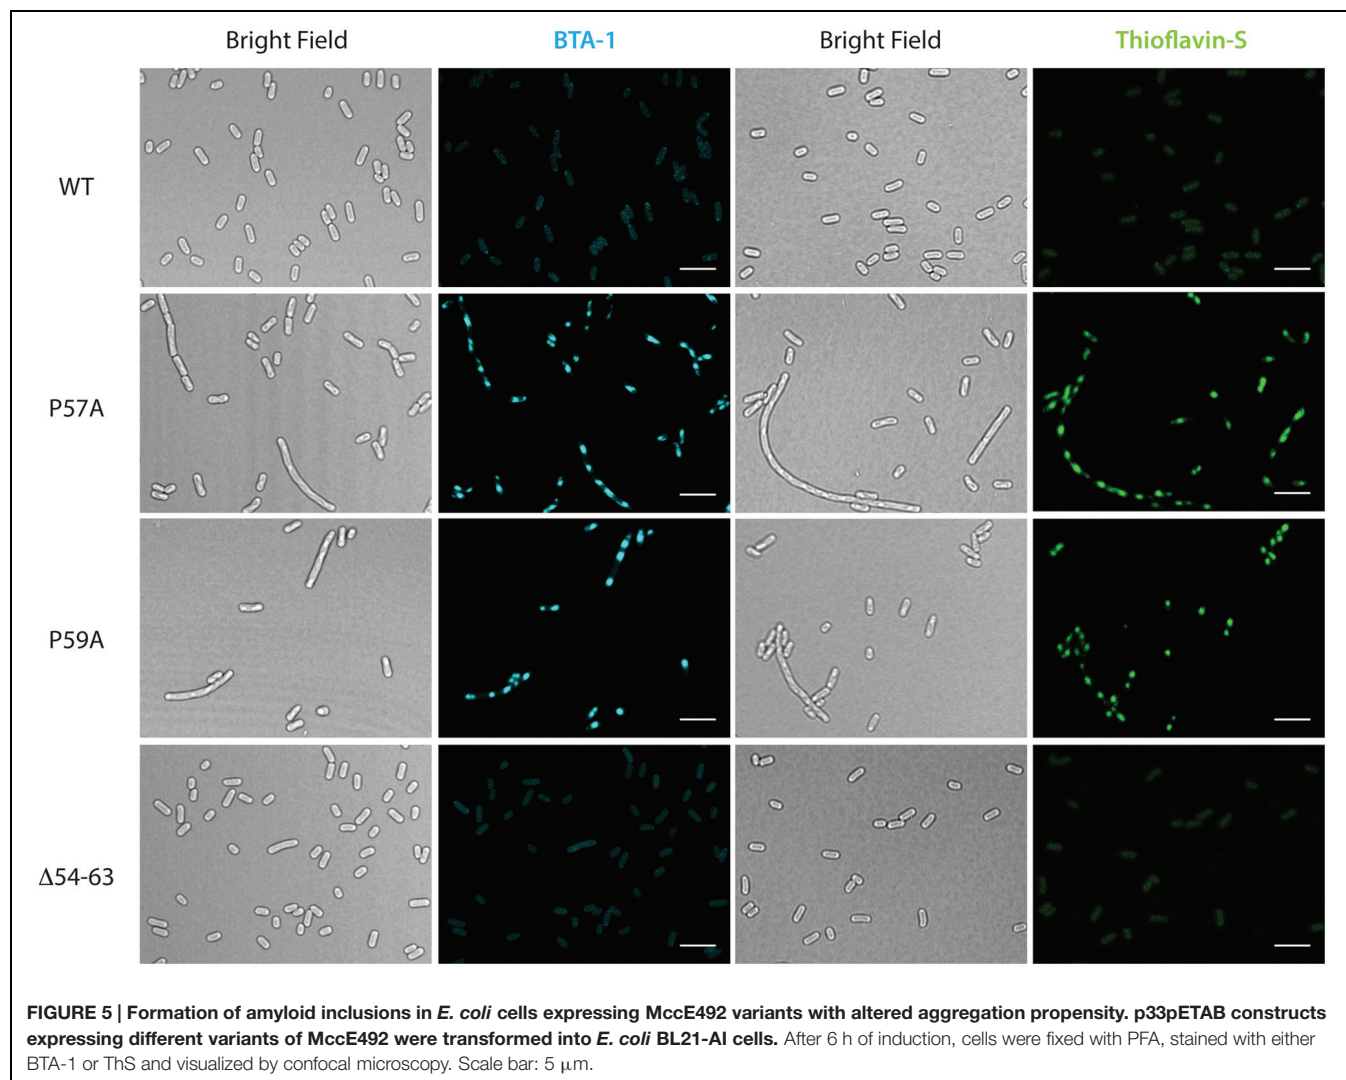 Bright Field BTA-1 Bright Field Thioflavin-S
WT
P57A
P59A
Δ54-63
FIGURE 5 | Formation of amyloid inclusions in E. coli cells expressing MccE492 variants with altered aggregation propensity. p33pETAB constructs
expressing different variants of MccE492 were transformed into E. coli BL21-AI cells. After 6 h of induction, cells were fixed with PFA, stained with either
BTA-1 or ThS and visualized by confocal microscopy. Scale bar: 5 μm.